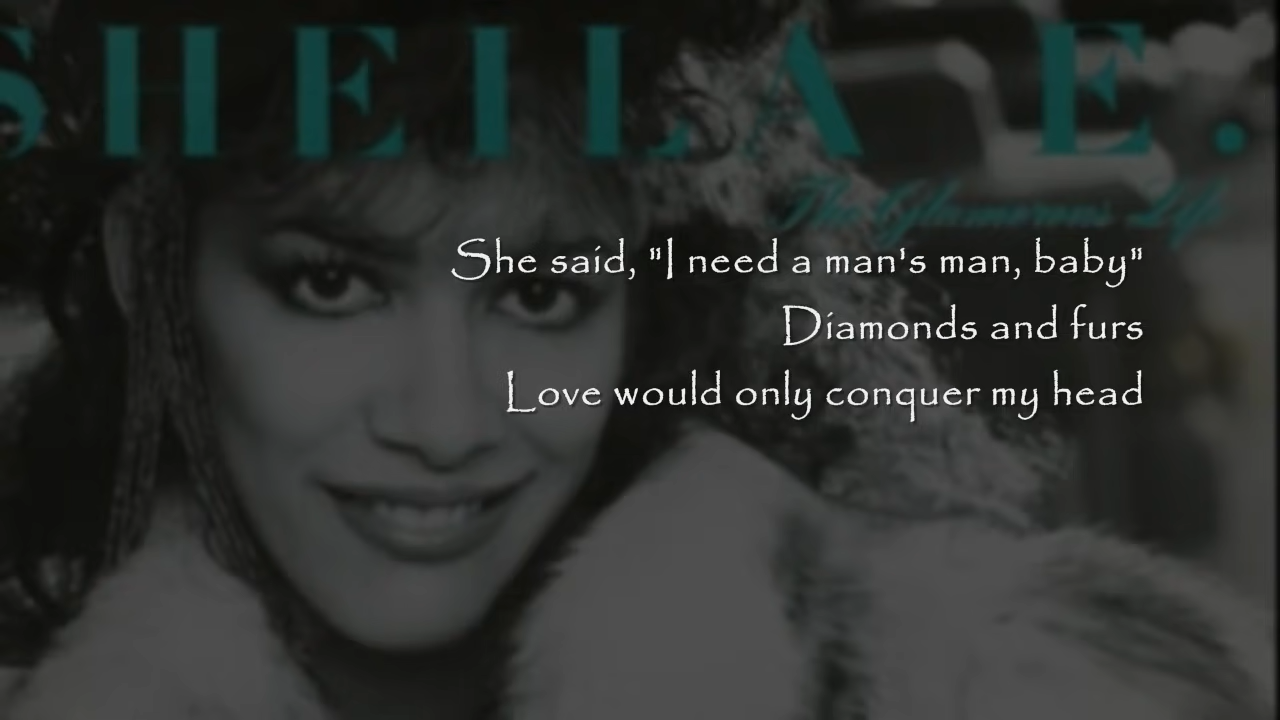 SHEILA E.
The Glamorous Life
She said, "I need a man's man, baby"
Diamonds and furs
Love would only conquer my head